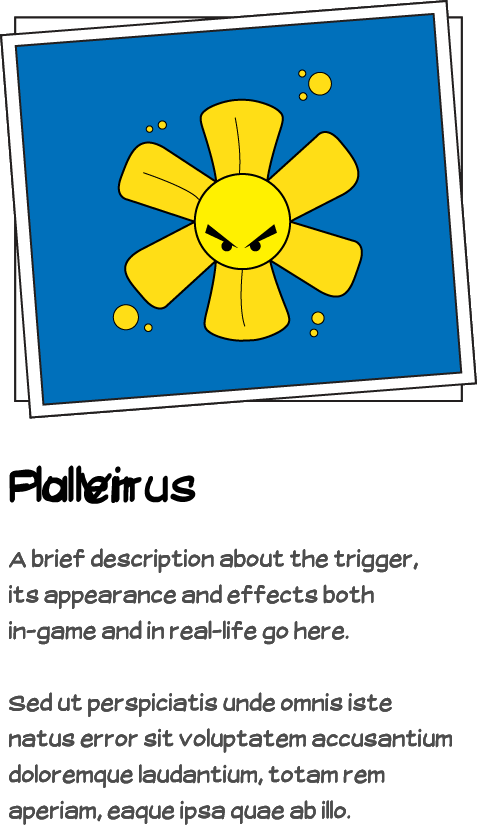 A brief description about the trigger,
its appearance and effects both
in-game and in real-life go here.
Sed ut perspiciatis unde omnis iste
natus error sit voluptatem accusantium
doloremque laudantium, totam rem
aperiam, eaque ipsa quae ab illo.